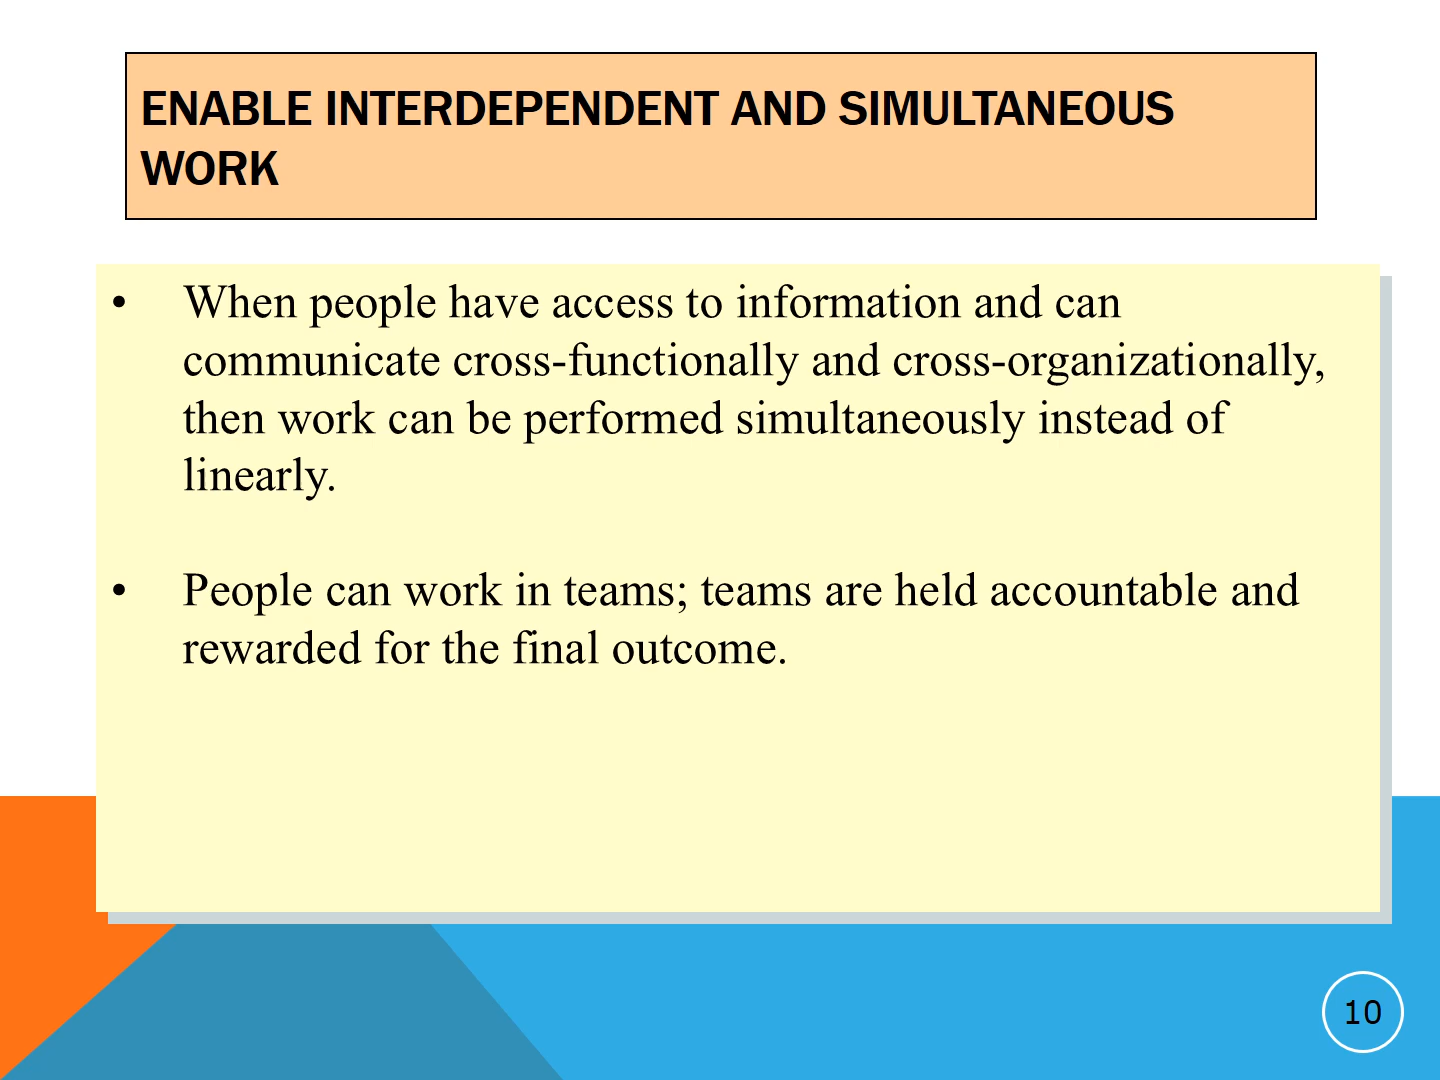 ENABLE INTERDEPENDENT AND SIMULTANEOUS
WORK
• When people have access to information and can
communicate cross-functionally and cross-organizationally,
then work can be performed simultaneously instead of
linearly.
• People can work in teams; teams are held accountable and
rewarded for the final outcome.
10